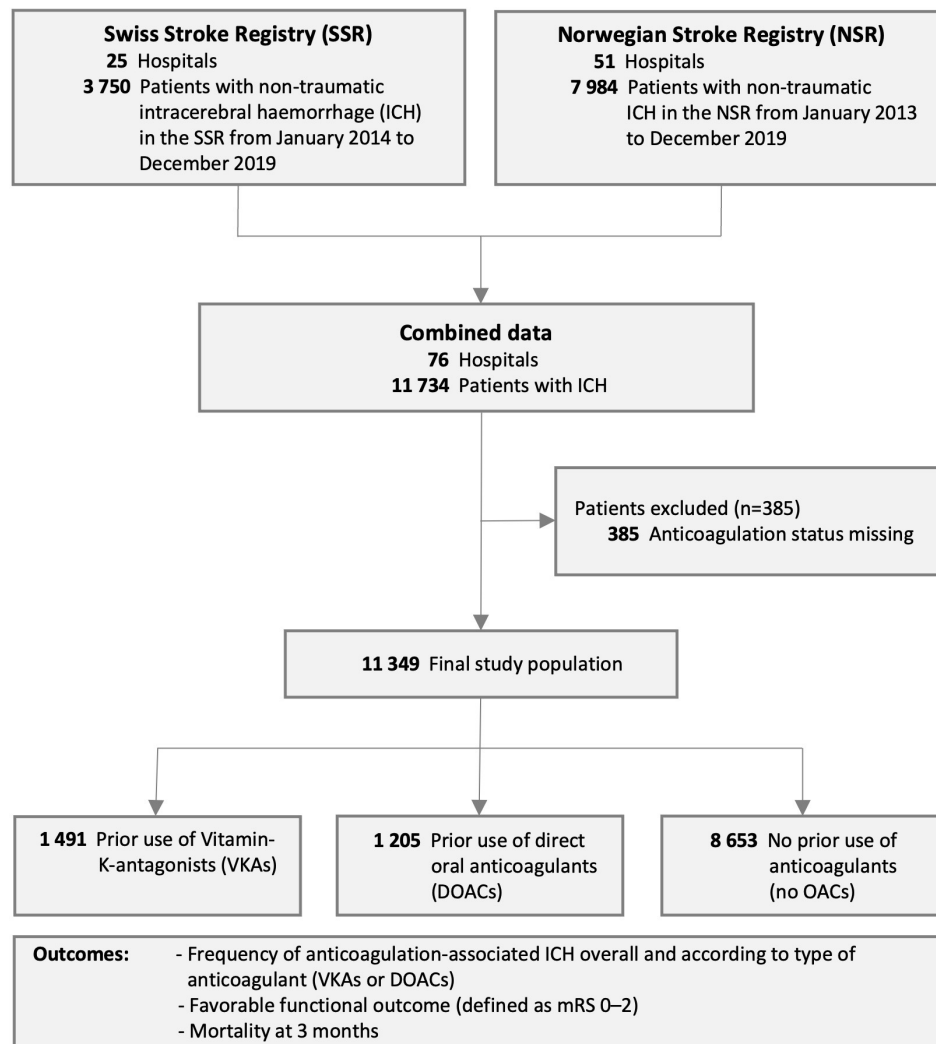 Swiss Stroke Registry (SSR)
25 Hospitals
3 750 Patients with non-traumatic
intracerebral haemorrhage (ICH)
in the SSR from January 2014 to
December 2019
Norwegian Stroke Registry (NSR)
51 Hospitals
7 984 Patients with non-traumatic
ICH in the NSR from January 2013
to December 2019
Combined data
76 Hospitals
11 734 Patients with ICH
Patients excluded (n=385)
385 Anticoagulation status missing
11 349 Final study population
1 491 Prior use of Vitamin-
K-antagonists (VKAs)
1 205 Prior use of direct
oral anticoagulants
(DOACs)
8 653 No prior use of
anticoagulants
(no OACs)
Outcomes: - Frequency of anticoagulation-associated ICH overall and according to type of
anticoagulant (VKAs or DOACs)
- Favorable functional outcome (defined as mRS 0–2)
- Mortality at 3 months